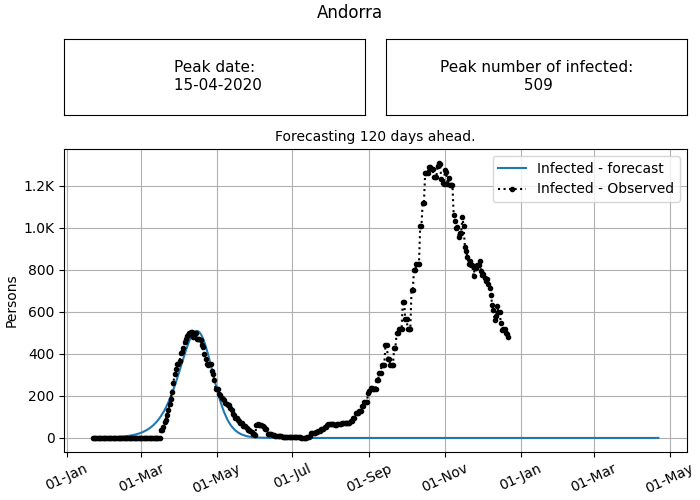 Andorra
Peak date:
15-04-2020
Peak number of infected:
509
Forecasting 120 days ahead.
Infected - forecast
Infected - Observed
Persons
1.2K
1.0K
800
600
400
200
0
01-Jan
01-Mar
01-May
01-Jul
01-Sep
01-Nov
01-Jan
01-Mar
01-May